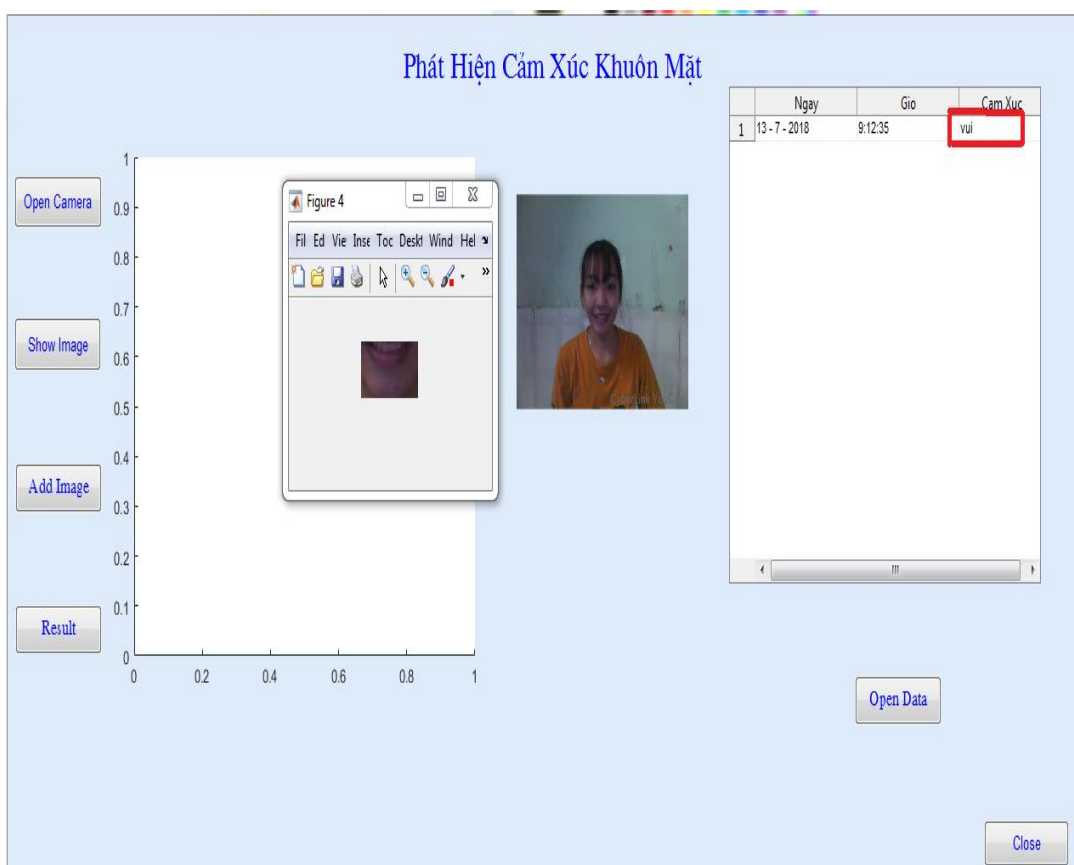 Phát Hiện Cảm Xúc Khuôn Mặt
Ngay Gio Cam Xuc
1 13 - 7 - 2018 9:12:35 vui
Open Camera
Show Image
Add Image
Result
1
0.9
0.8
0.7
0.6
0.5
0.4
0.3
0.2
0.1
0
0 0.2 0.4 0.6 0.8 1
Figure 4
Fil Ed Vie Inse Toc Deskt Wind Hel
CyberLink
Open Data
Close